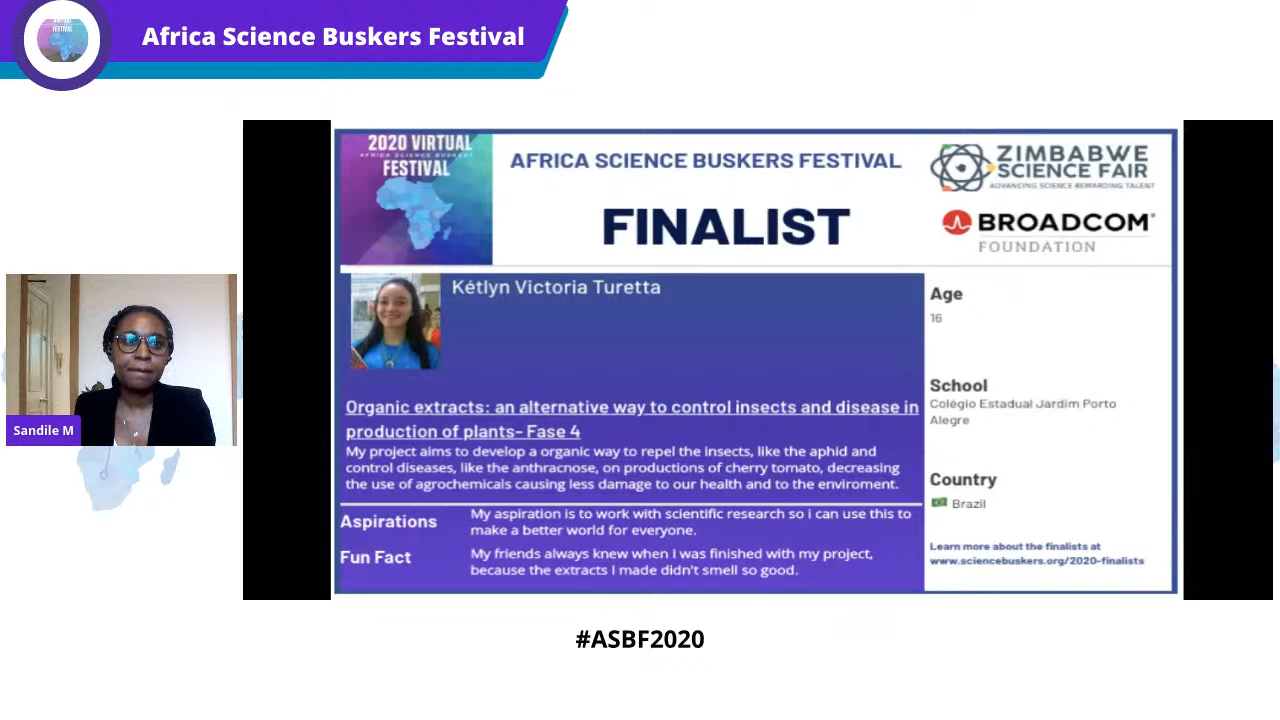 Africa Science Buskers Festival
2020 VIRTUAL
AFRICA SCIENCE BUSKERS
FESTIVAL
AFRICA SCIENCE BUSKERS FESTIVAL
FINALIST
ZIMBABWE
SCIENCE FAIR
ADVANCING SCIENCE REWARDING TALENT
BROADCOM®
FOUNDATION
Kétlyn Victoria Turetta
Organic extracts: an alternative way to control insects and disease in
production of plants- Fase 4
My project aims to develop a organic way to repel the insects, like the aphid and
control diseases, like the anthracnose, on productions of cherry tomato, decreasing
the use of agrochemicals causing less damage to our health and to the enviroment.
Aspirations
My aspiration is to work with scientific research so i can use this to
make a better world for everyone.
Fun Fact
My friends always knew when I was finished with my project,
because the extracts I made didn't smell so good.
Age
16
School
Colégio Estadual Jardim Porto
Alegre
Country
Brazil
Learn more about the finalists at
www.sciencebuskers.org/2020-finalists
Sandile M
#ASBF2020